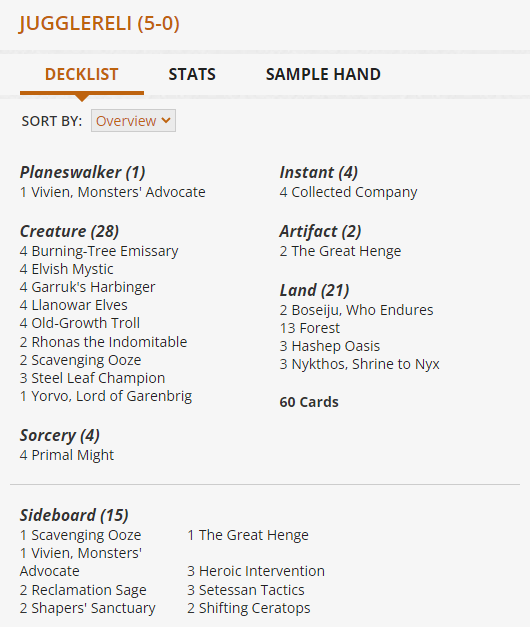 JUGGLERELI (5-0)
DECKLIST
STATS
SAMPLE HAND
SORT BY:
Overview
Planeswalker (1)
1 Vivien, Monsters' Advocate
Creature (28)
4 Burning-Tree Emissary
4 Elvish Mystic
4 Garruk's Harbinger
4 Llanowar Elves
4 Old-Growth Troll
2 Rhonas the Indomitable
2 Scavenging Ooze
3 Steel Leaf Champion
1 Yorvo, Lord of Garenbrig
Sorcery (4)
4 Primal Might
Instant (4)
4 Collected Company
Artifact (2)
2 The Great Henge
Land (21)
2 Boseiju, Who Endures
13 Forest
3 Hashep Oasis
3 Nykthos, Shrine to Nyx
60 Cards
Sideboard (15)
1 Scavenging Ooze
1 Vivien, Monsters'
Advocate
2 Reclamation Sage
2 Shapers' Sanctuary
1 The Great Henge
3 Heroic Intervention
3 Setessan Tactics
2 Shifting Ceratops